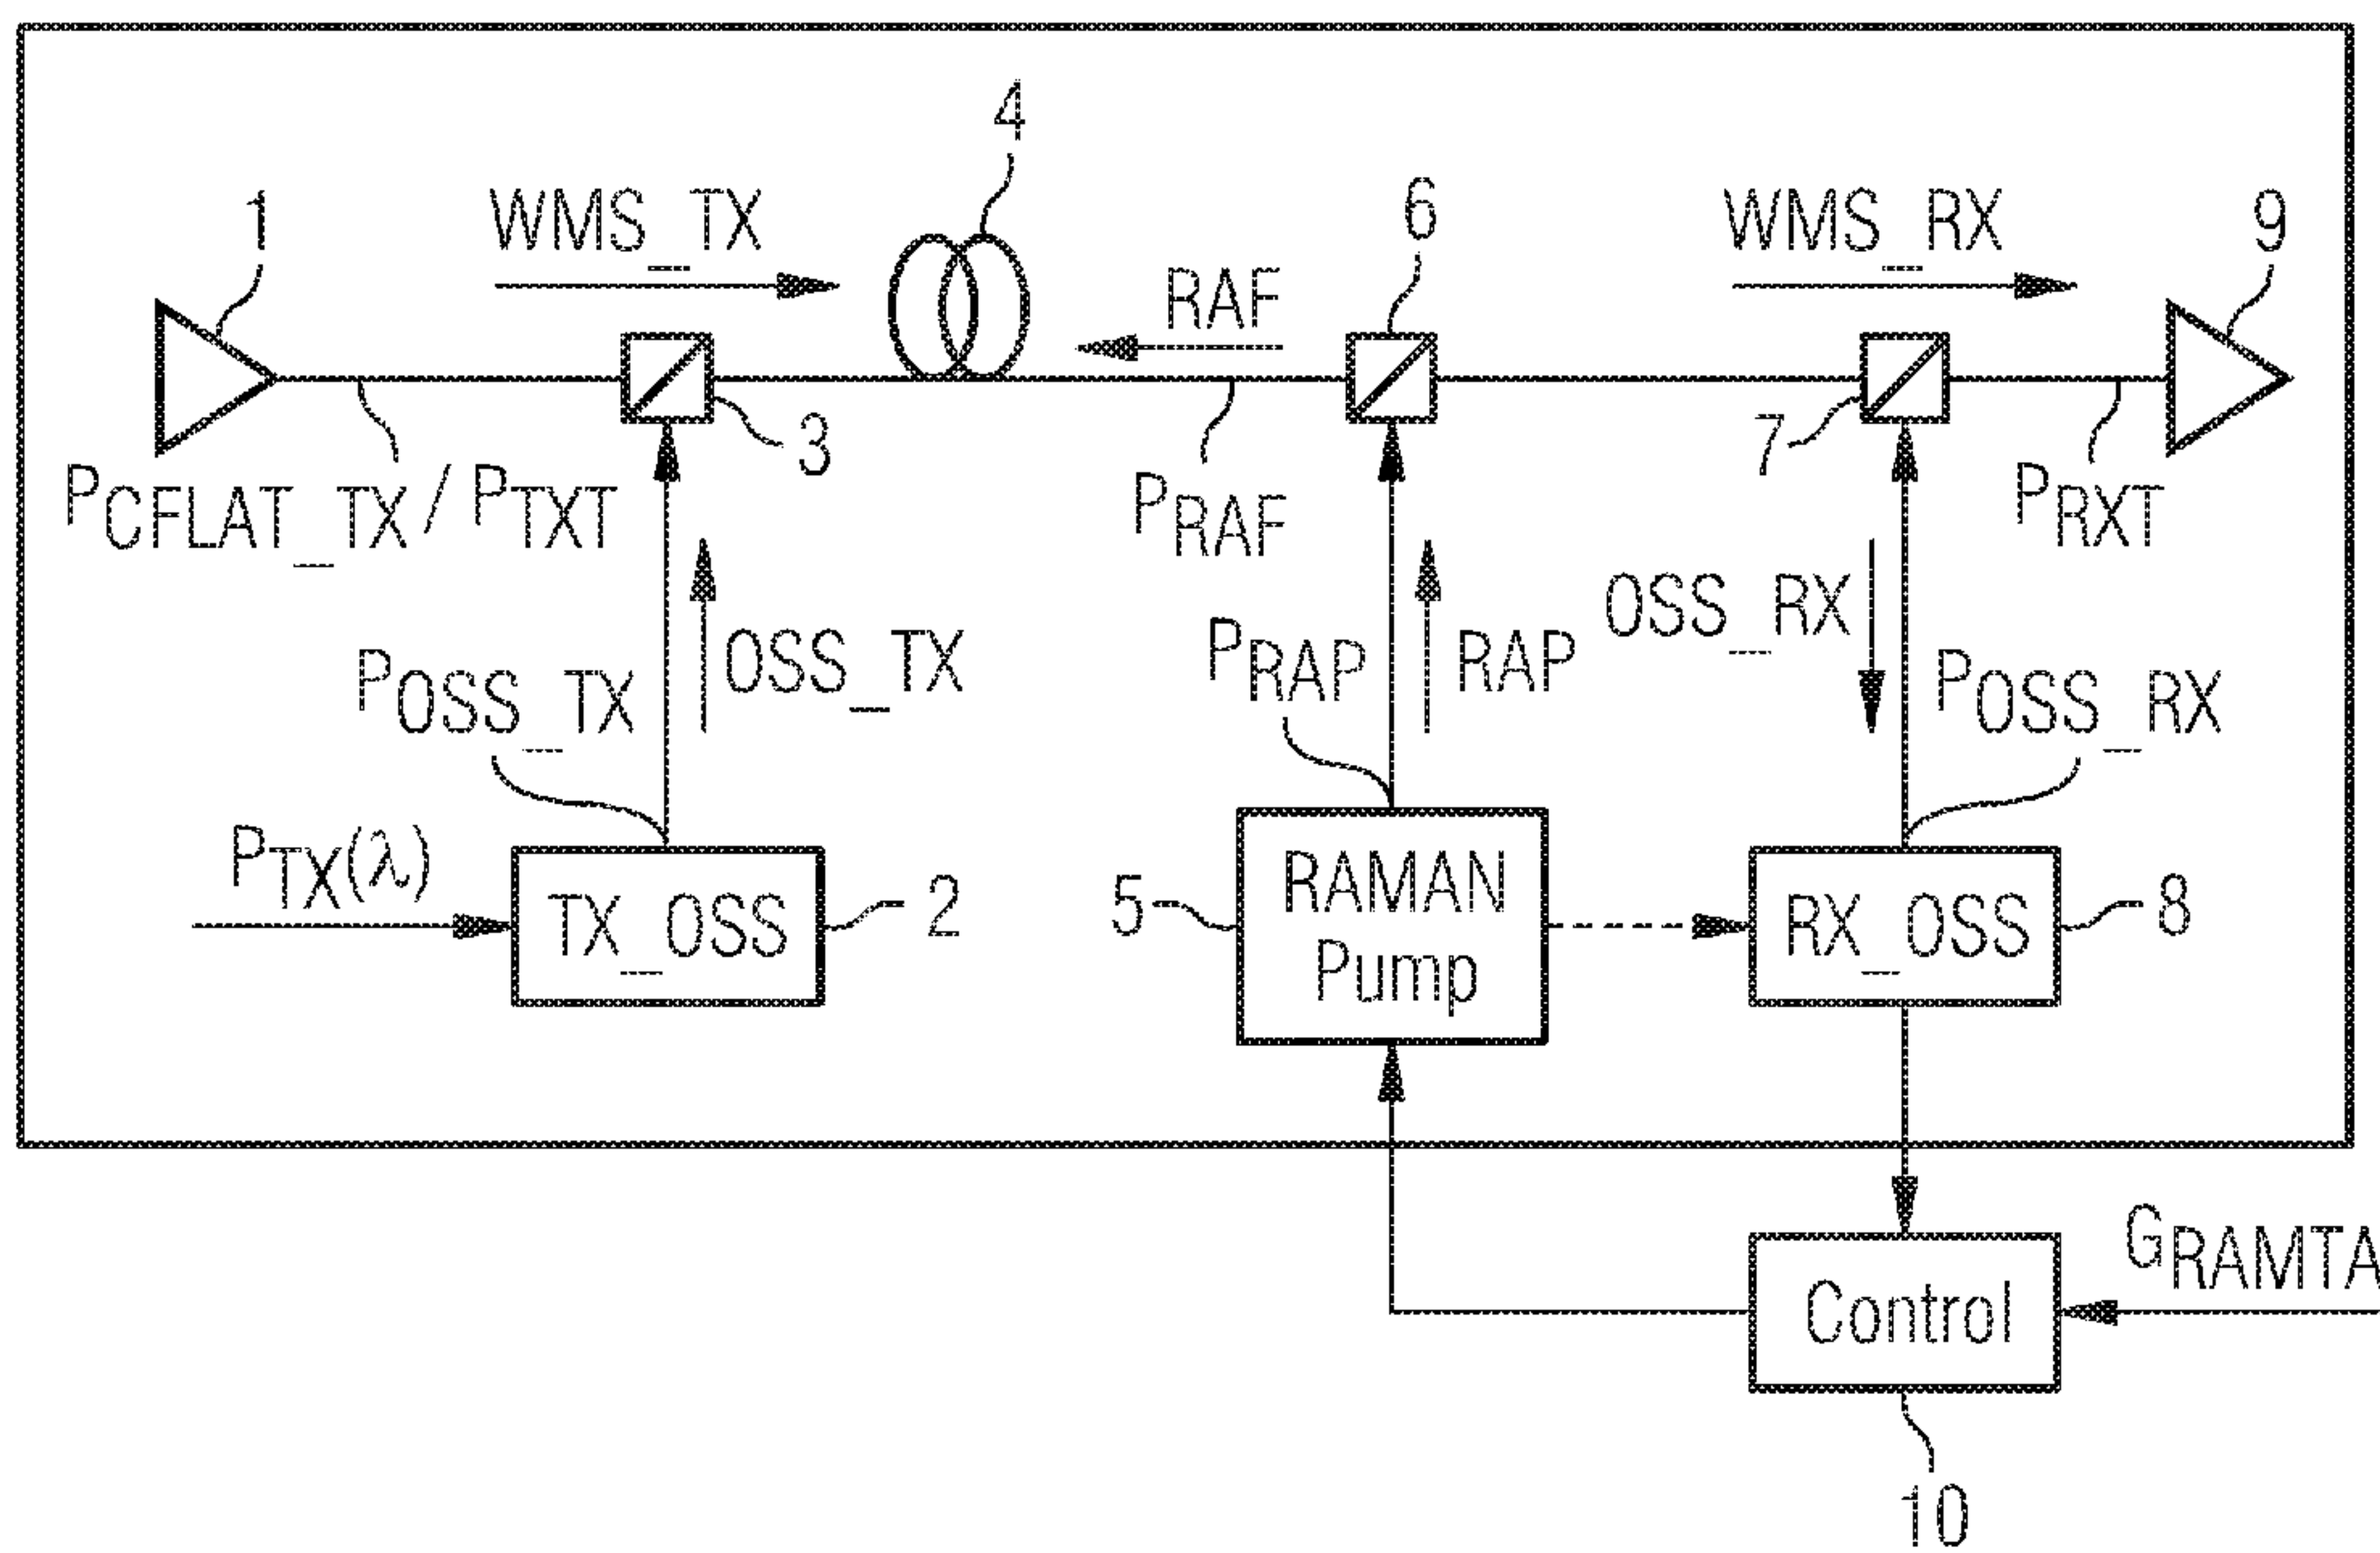 4
1 WMS_TX 6 WMS_RX 9
RAF
3 7
PCFLAT_TX / PTXT PRAF PRXT
OSS_RX
POSS_TX OSS_TX PRAP RAP POSS_RX
PTX(λ) TX_OSS 2 5 RAMAN RX_OSS 8
Pump
GRAMTA
Control
10